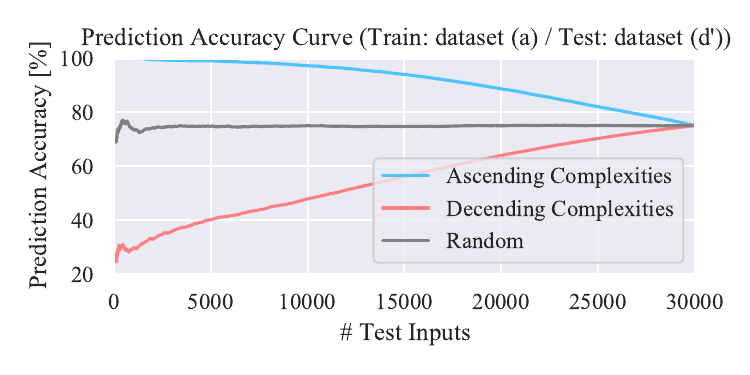 Prediction Accuracy Curve (Train: dataset (a) / Test: dataset (d'))
Prediction Accuracy [%]
100
80
60
40
20
Ascending Complexities
Decending Complexities
Random
0 5000 10000 15000 20000 25000 30000
# Test Inputs